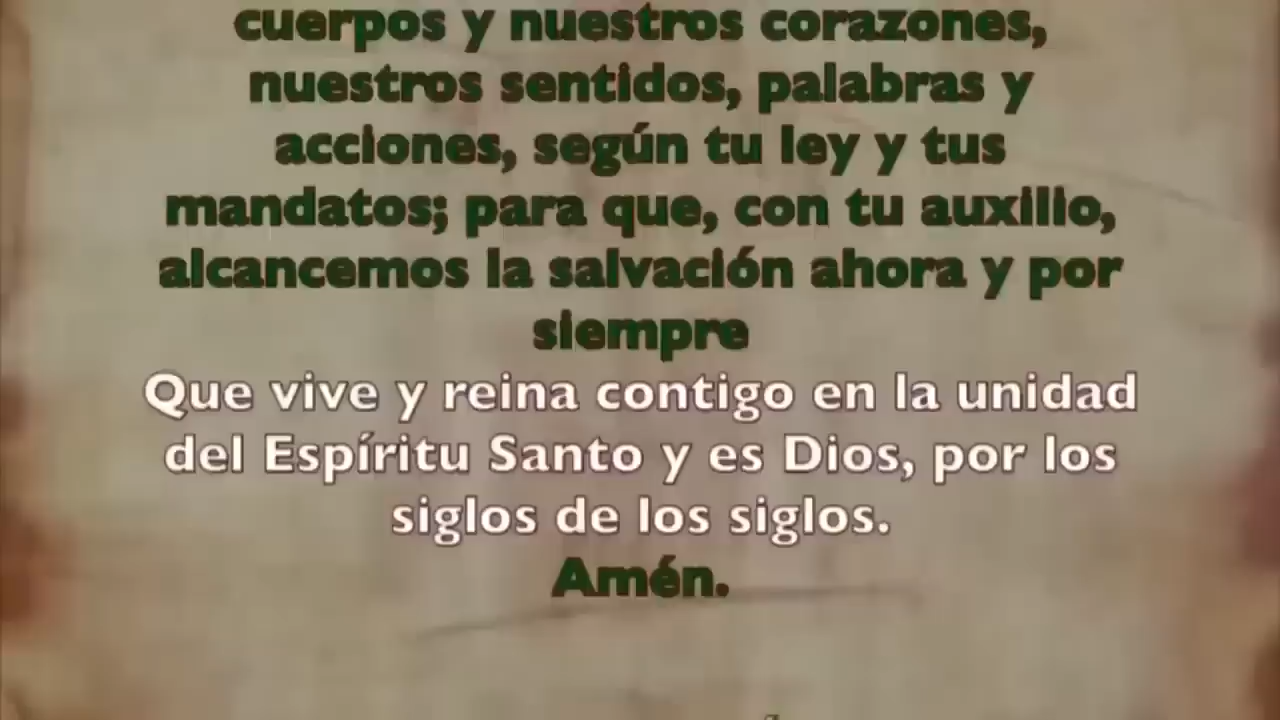 cuerpos y nuestros corazones,
nuestros sentidos, palabras y
acciones, según tu ley y tus
mandatos; para que, con tu auxilio,
alcancemos la salvación ahora y por
siempre
Que vive y reina contigo en la unidad
del Espíritu Santo y es Dios, por los
siglos de los siglos.
Amén.